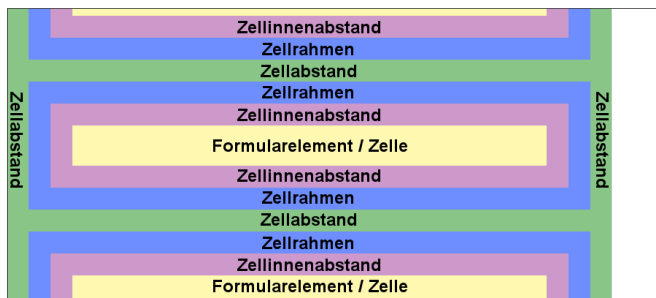 Zellinnenabstand
Zellrahmen
Zellabstand
Zellabstand
Zellabstand
Zellrahmen
Zellinnenabstand
Formularelement / Zelle
Zellinnenabstand
Zellrahmen
Zellabstand
Zellrahmen
Zellinnenabstand
Formularelement / Zelle